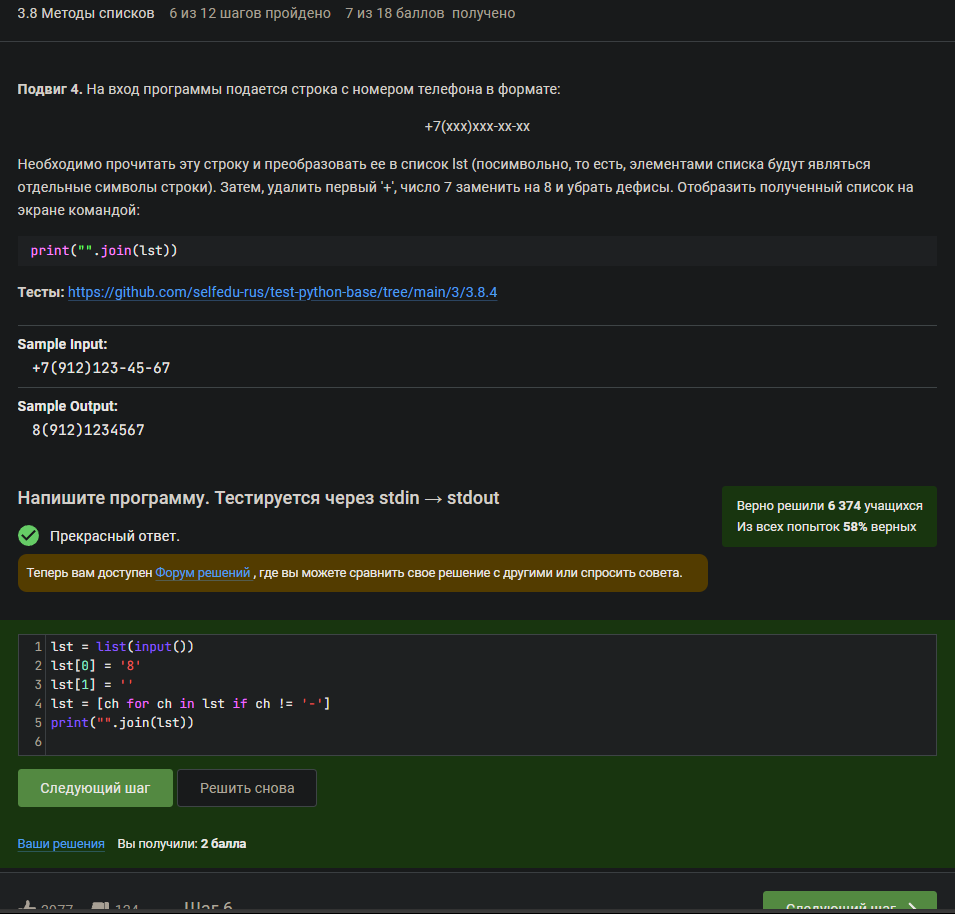 3.8 Методы списков 6 из 12 шагов пройдено 7 из 18 баллов получено
Подвиг 4. На вход программы подается строка с номером телефона в формате:
+7(xxx)xxx-xx-xx
Необходимо прочитать эту строку и преобразовать ее в список lst (посимвольно, то есть, элементами списка будут являться
отдельные символы строки). Затем, удалить первый '+', число 7 заменить на 8 и убрать дефисы. Отобразить полученный список на
экране командой:
print("".join(lst))
Тесты: https://github.com/selfedu-rus/test-python-base/tree/main/3/3.8.4
Sample Input:
+7(912)123-45-67
Sample Output:
8(912)1234567
Напишите программу. Тестируется через stdin → stdout
Верно решили 6 374 учащихся
Из всех попыток 58% верных
Прекрасный ответ.
Теперь вам доступен Форум решений , где вы можете сравнить свое решение с другими или спросить совета.
1 lst = list(input())
2 lst[0] = '8'
3 lst[1] = ''
4 lst = [ch for ch in lst if ch != '-']
5 print("".join(lst))
6
Следующий шаг Решить снова
Ваши решения Вы получили: 2 балла
Шаг 6 Следующий шаг